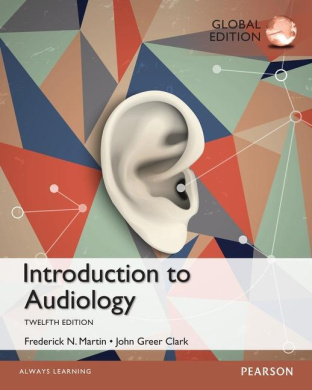 GLOBAL
EDITION
Introduction to
Audiology
TWELFTH EDITION
Frederick N. Martin • John Greer Clark
ALWAYS LEARNING
PEARSON